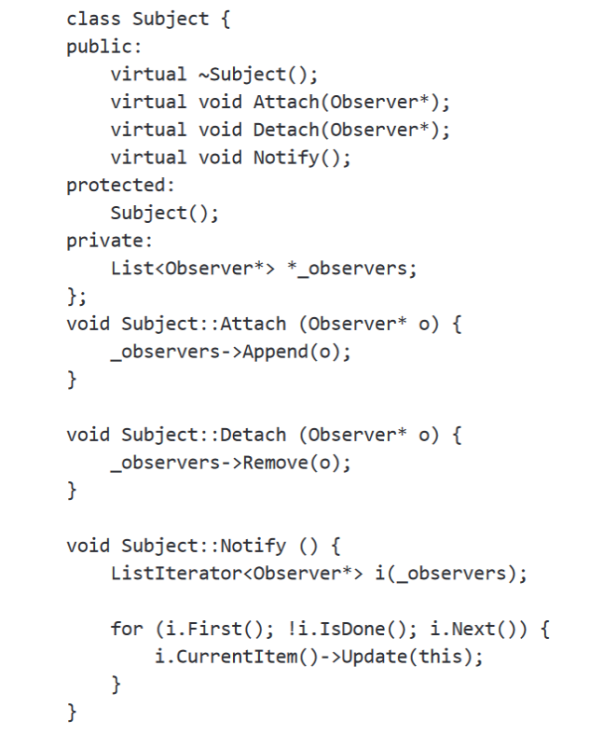 class Subject {
public:
    virtual ~Subject();
    virtual void Attach(Observer*);
    virtual void Detach(Observer*);
    virtual void Notify();
protected:
    Subject();
private:
    List<Observer*> *_observers;
};
void Subject::Attach (Observer* o) {
    _observers->Append(o);
}

void Subject::Detach (Observer* o) {
    _observers->Remove(o);
}

void Subject::Notify () {
    ListIterator<Observer*> i(_observers);

    for (i.First(); !i.IsDone(); i.Next()) {
        i.CurrentItem()->Update(this);
    }
}